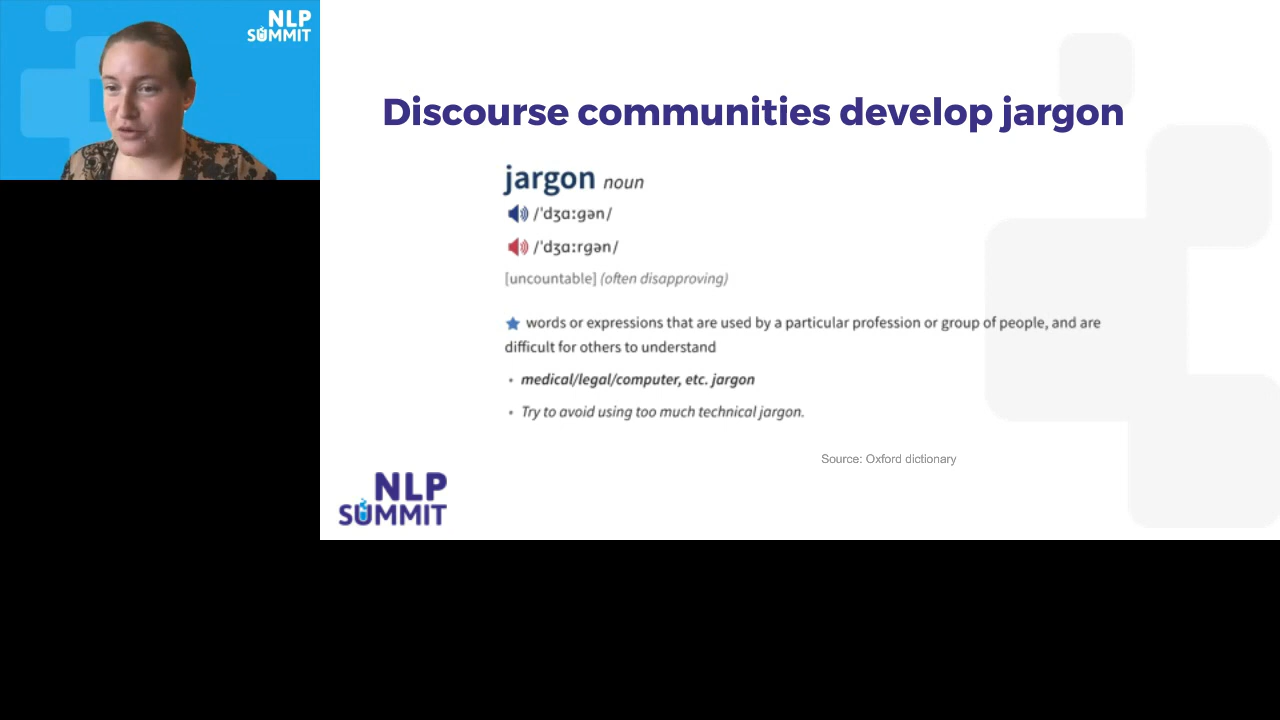 NLP
SUMMIT
Discourse communities develop jargon
jargon noun
/ˈdʒɑːɡən/
/ˈdʒɑːrɡən/
[uncountable] (often disapproving)
words or expressions that are used by a particular profession or group of people, and are
difficult for others to understand
• medical/legal/computer, etc. jargon
• Try to avoid using too much technical jargon.
Source: Oxford dictionary
NLP
SUMMIT